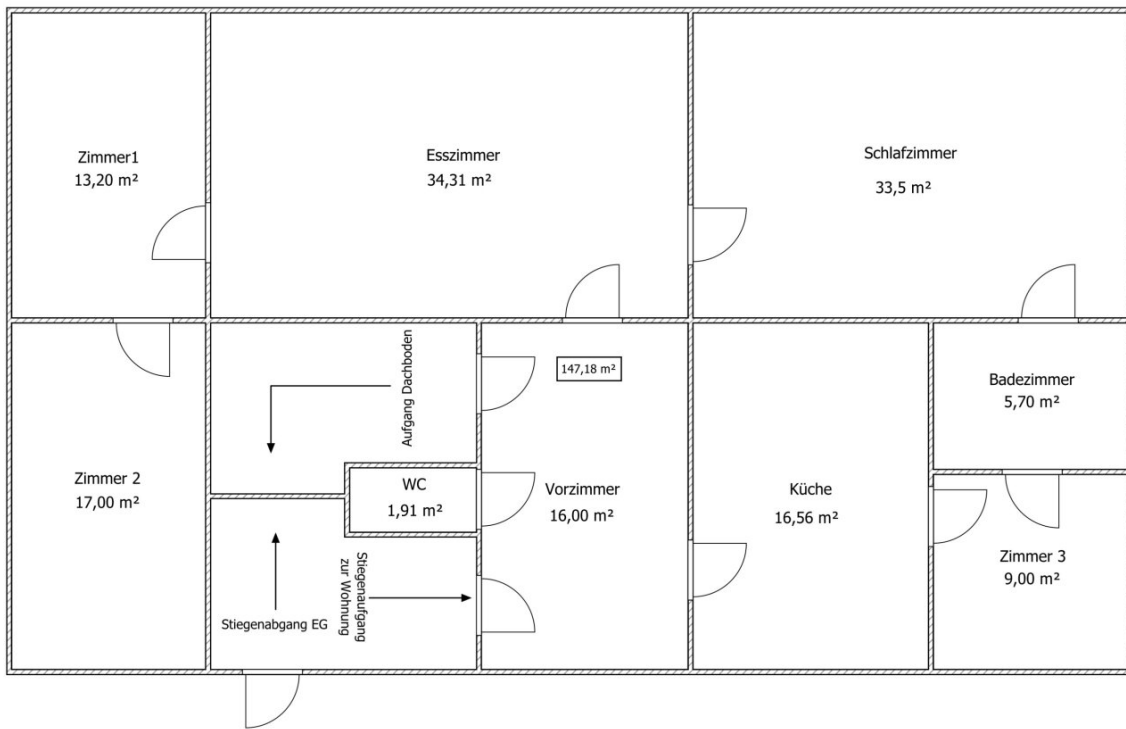 Zimmer1
13,20 m²
Esszimmer
34,31 m²
Schlafzimmer
33,5 m²
Aufgang Dachboden
147,18 m²
Badezimmer
5,70 m²
Zimmer 2
17,00 m²
WC
1,91 m²
Vorzimmer
16,00 m²
Küche
16,56 m²
Zimmer 3
9,00 m²
Stiegenaufgang
zur Wohnung
Stiegenabgang EG